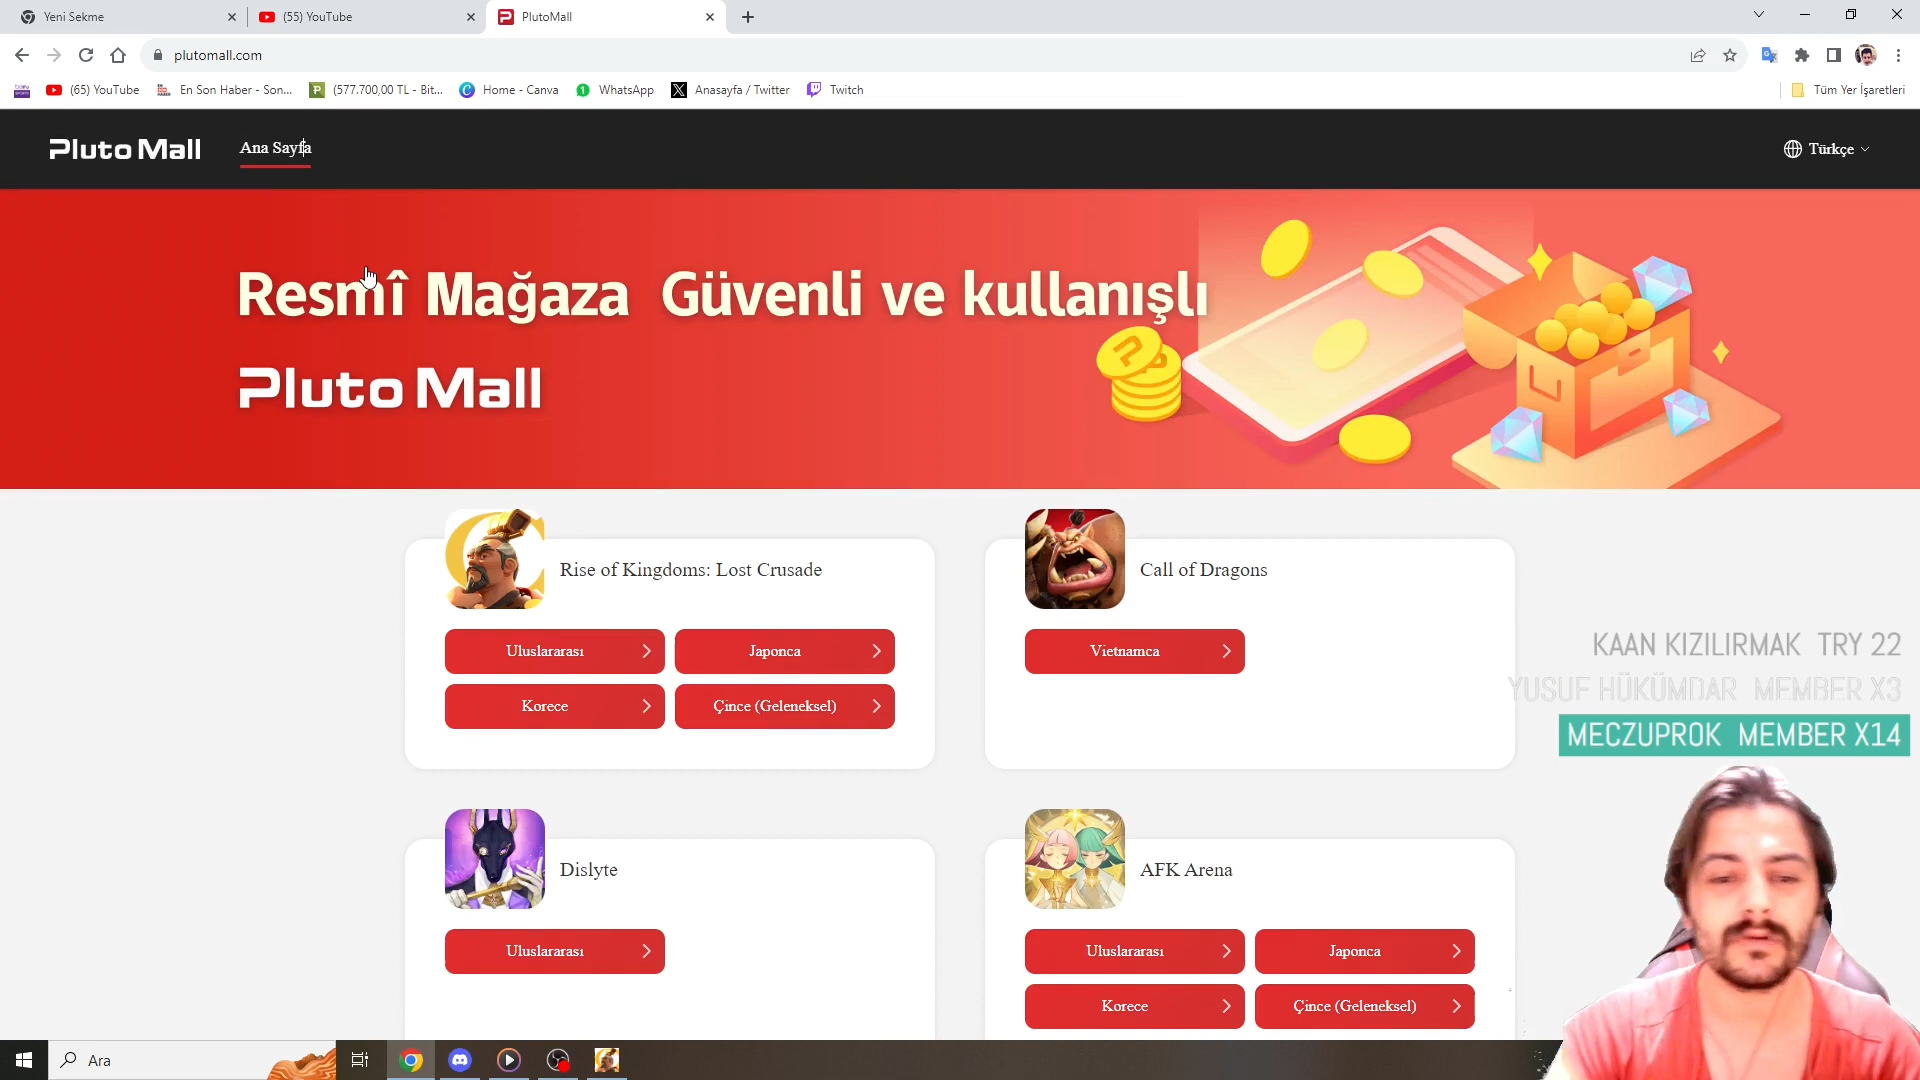 Yeni Sekme
(55) YouTube
PlutoMall
plutomall.com
(65) YouTube
En Son Haber - Son...
(577.700,00 TL - Bit...
Home - Canva
WhatsApp
Anasayfa / Twitter
Twitch
Tüm Yer İşaretleri
Pluto Mall
Ana Sayfa
Türkçe
Resmî Mağaza Güvenli ve kullanışlı
Pluto Mall
Rise of Kingdoms: Lost Crusade
Uluslararası
Japonca
Korece
Çince (Geleneksel)
Call of Dragons
Vietnamca
KAAN KIZILIRMAK TRY 22
YUSUF HÜKÜMDAR MEMBER X3
MECZUPROK MEMBER X14
Dislyte
Uluslararası
AFK Arena
Uluslararası
Japonca
Korece
Çince (Geleneksel)
Ara